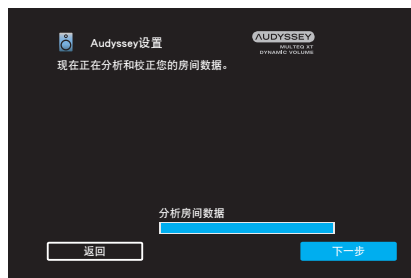 Audyssey设置
AUDYSSEY
MULTEQ XT
DYNAMIC VOLUME
现在正在分析和校正您的房间数据。
分析房间数据
返回
下一步